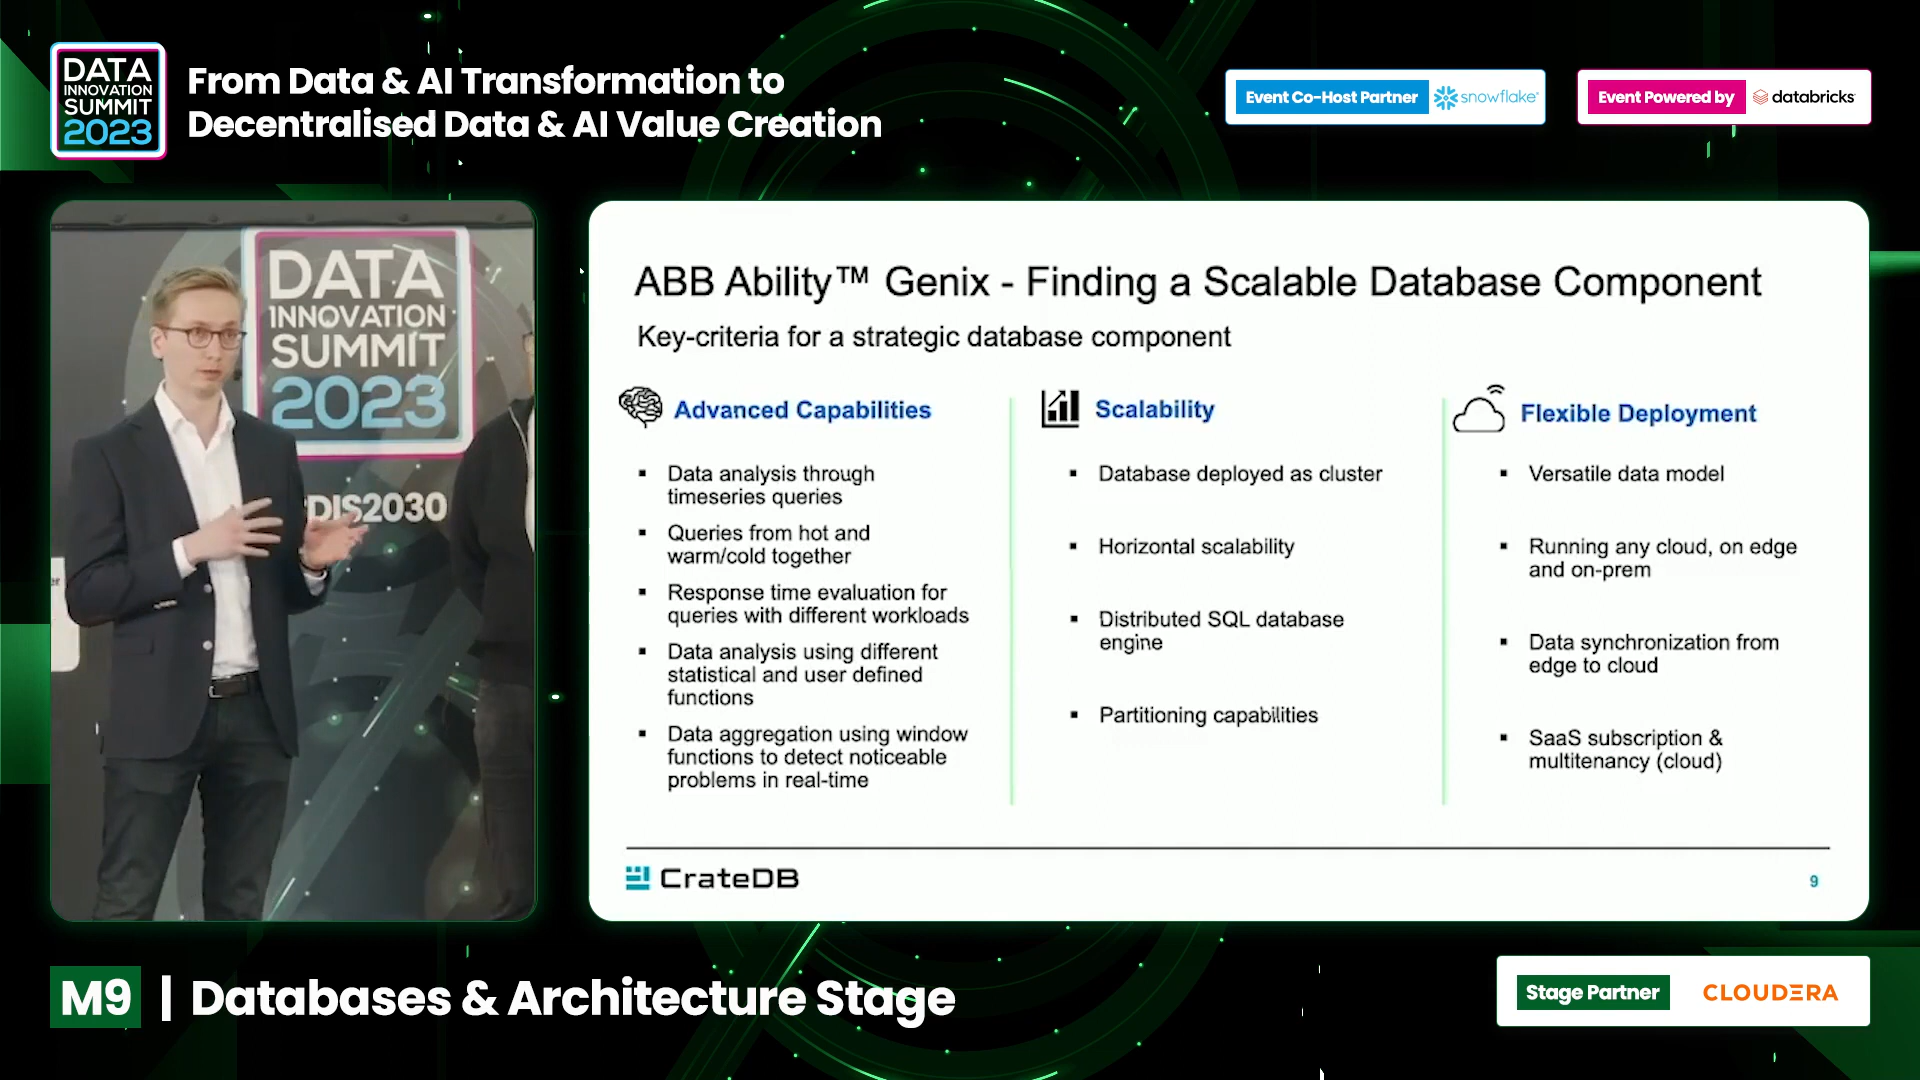 DATA
INNOVATION
SUMMIT
2023
From Data & AI Transformation to
Decentralised Data & AI Value Creation
Event Co-Host Partner
snowflake
Event Powered by
databricks
DATA
INNOVATION
SUMMIT
2023
DIS2030
ABB Ability™ Genix - Finding a Scalable Database Component
Key-criteria for a strategic database component
Advanced Capabilities
▪ Data analysis through
timeseries queries
▪ Queries from hot and
warm/cold together
▪ Response time evaluation for
queries with different workloads
▪ Data analysis using different
statistical and user defined
functions
▪ Data aggregation using window
functions to detect noticeable
problems in real-time
Scalability
▪ Database deployed as cluster
▪ Horizontal scalability
▪ Distributed SQL database
engine
▪ Partitioning capabilities
Flexible Deployment
▪ Versatile data model
▪ Running any cloud, on edge
and on-prem
▪ Data synchronization from
edge to cloud
▪ SaaS subscription &
multitenancy (cloud)
CrateDB
9
M9 | Databases & Architecture Stage
Stage Partner
CLOUDERA